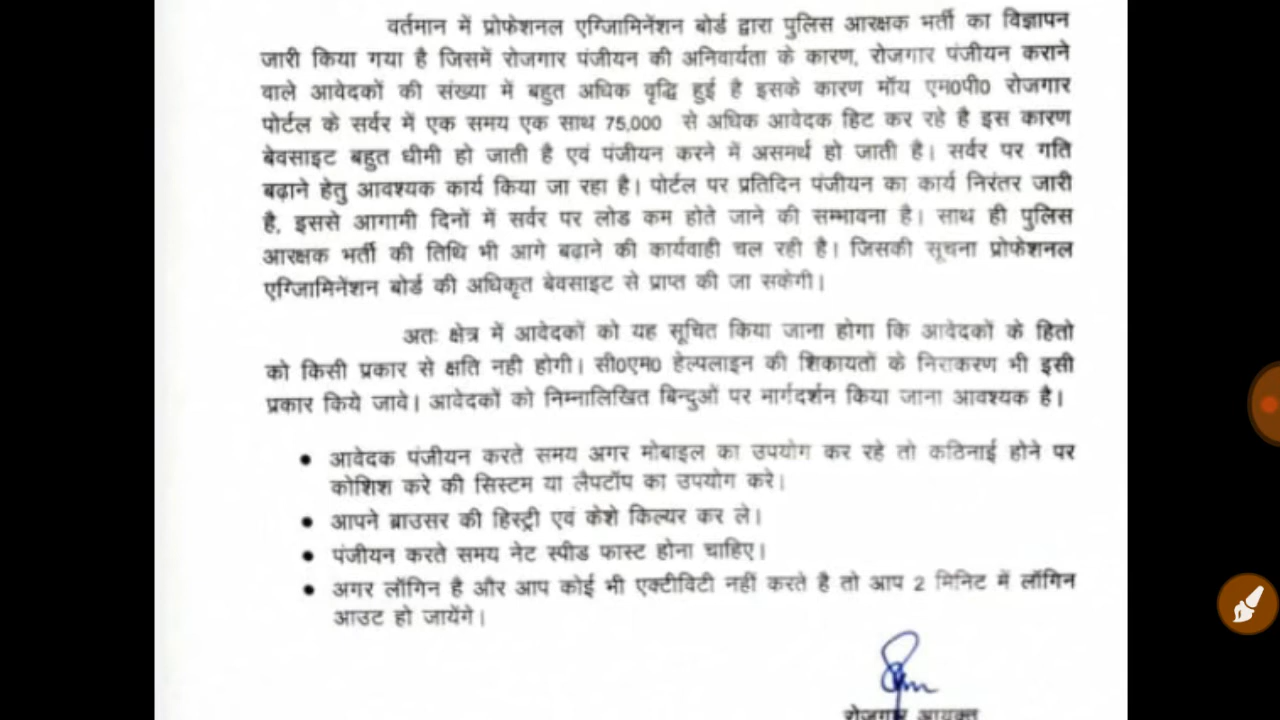 वर्तमान में प्रोफेशनल एग्जिामिनेंशन बोर्ड द्वारा पुलिस आरक्षक भर्ती का विज्ञापन
जारी किया गया है जिसमें रोजगार पंजीयन की अनिवार्यता के कारण, रोजगार पंजीयन कराने
वाले आवेदकों की संख्या में बहुत अधिक वृद्धि हुई है इसके कारण मॉय एम0पी0 रोजगार
पोर्टल के सर्वर में एक समय एक साथ 75,000 से अधिक आवेदक हिट कर रहे है इस कारण
बेवसाइट बहुत धीमी हो जाती है एवं पंजीयन करने में असमर्थ हो जाती है। सर्वर पर गति
बढ़ाने हेतु आवश्यक कार्य किया जा रहा है। पोर्टल पर प्रतिदिन पंजीयन का कार्य निरंतर जारी
है, इससे आगामी दिनों में सर्वर पर लोड कम होते जाने की सम्भावना है। साथ ही पुलिस
आरक्षक भर्ती की तिथि भी आगे बढ़ाने की कार्यवाही चल रही है। जिसकी सूचना प्रोफेशनल
एग्जिामिनेंशन बोर्ड की अधिकृत बेवसाइट से प्राप्त की जा सकेगी।
अतः क्षेत्र में आवेदकों को यह सूचित किया जाना होगा कि आवेदकों के हितो
को किसी प्रकार से क्षति नही होगी। सी0एम0 हेल्पलाइन की शिकायतों के निराकरण भी इसी
प्रकार किये जावे। आवेदकों को निम्नालिखित बिन्दुओं पर मार्गदर्शन किया जाना आवश्यक है।
• आवेदक पंजीयन करते समय अगर मोबाइल का उपयोग कर रहे तो कठिनाई होने पर
कोशिश करे की सिस्टम या लैपटॉप का उपयोग करे।
• आपने ब्राउसर की हिस्ट्री एवं केशे किल्यर कर ले।
• पंजीयन करते समय नेट स्पीड फास्ट होना चाहिए।
• अगर लॉगिन है और आप कोई भी एक्टीविटी नहीं करते है तो आप 2 मिनिट में लॉगिन
आउट हो जायेंगे।
रोजगार आयुक्त